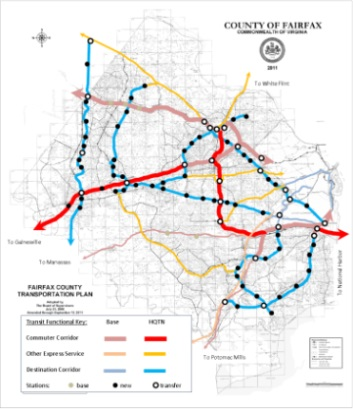 COUNTY OF FAIRFAX
COMMONWEALTH OF VIRGINIA
2011
To White Flint
To Gainesville
To Manassas
To National Harbor
To Potomac Mills
FAIRFAX COUNTY
TRANSPORTATION PLAN
Transit Functional Key: Base HQTN
Commuter Corridor
Other Express Service
Destination Corridor
Stations: base new transfer